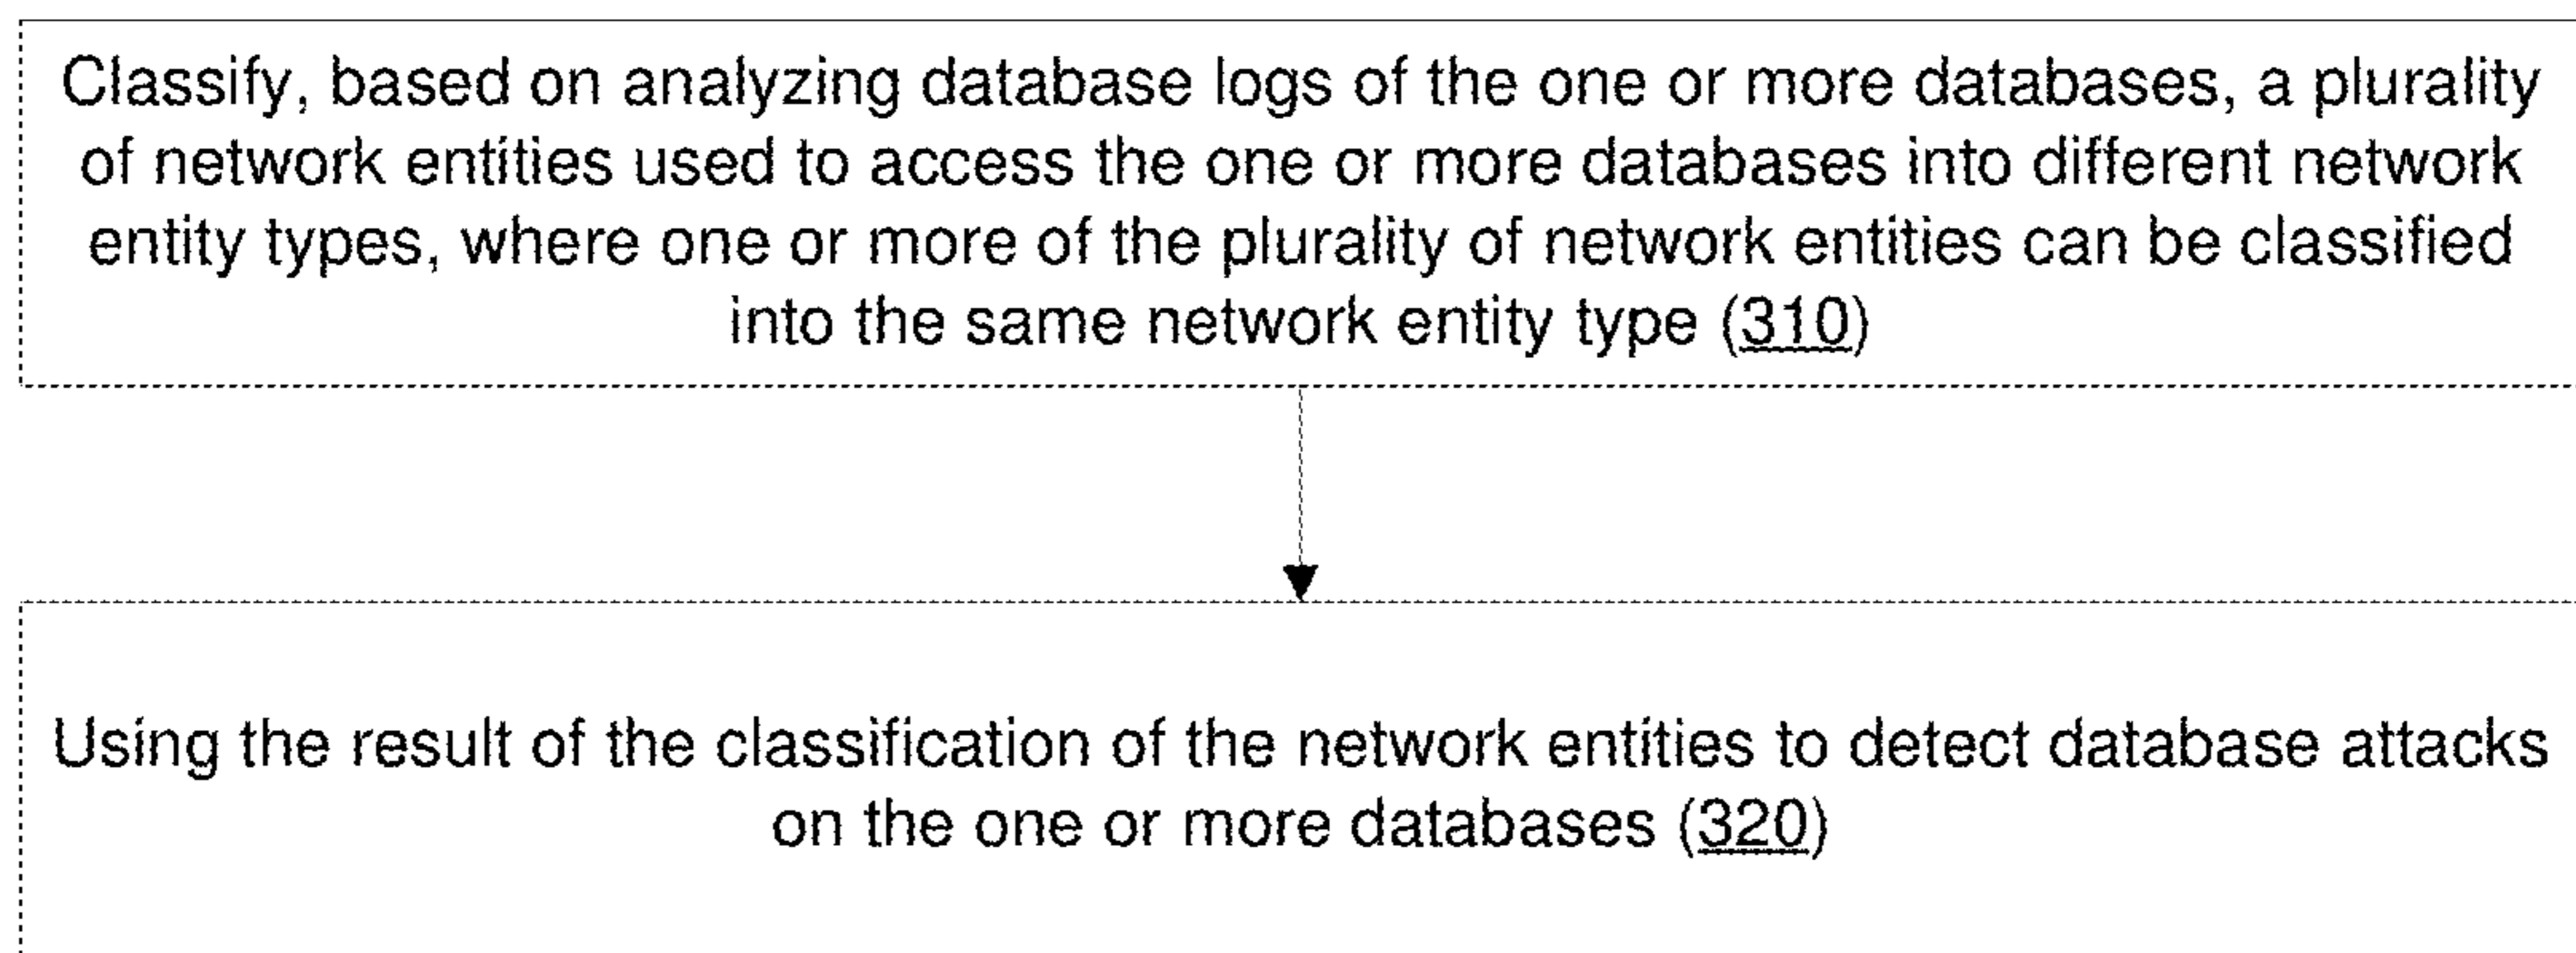 Classify, based on analyzing database logs of the one or more databases, a plurality
of network entities used to access the one or more databases into different network
entity types, where one or more of the plurality of network entities can be classified
into the same network entity type (310)
Using the result of the classification of the network entities to detect database attacks
on the one or more databases (320)